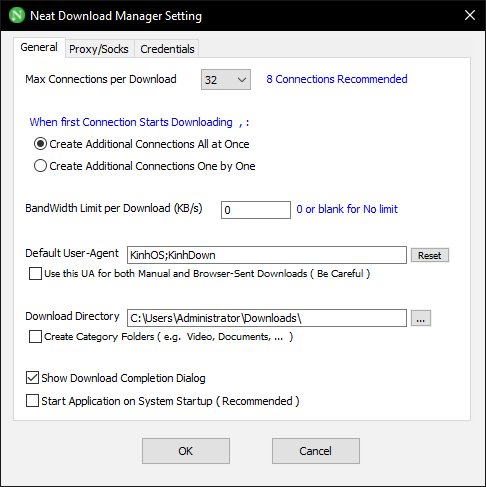 Neat Download Manager Setting
General Proxy/Socks Credentials
Max Connections per Download 32 8 Connections Recommended
When first Connection Starts Downloading , :
Create Additional Connections All at Once
Create Additional Connections One by One
BandWidth Limit per Download (KB/s) 0 0 or blank for No limit
Default User-Agent KinhOS;KinhDown Reset
Use this UA for both Manual and Browser-Sent Downloads ( Be Careful )
Download Directory C:\Users\Administrator\Downloads\ ...
Create Category Folders ( e.g. Video, Documents, ... )
Show Download Completion Dialog
Start Application on System Startup ( Recommended )
OK Cancel